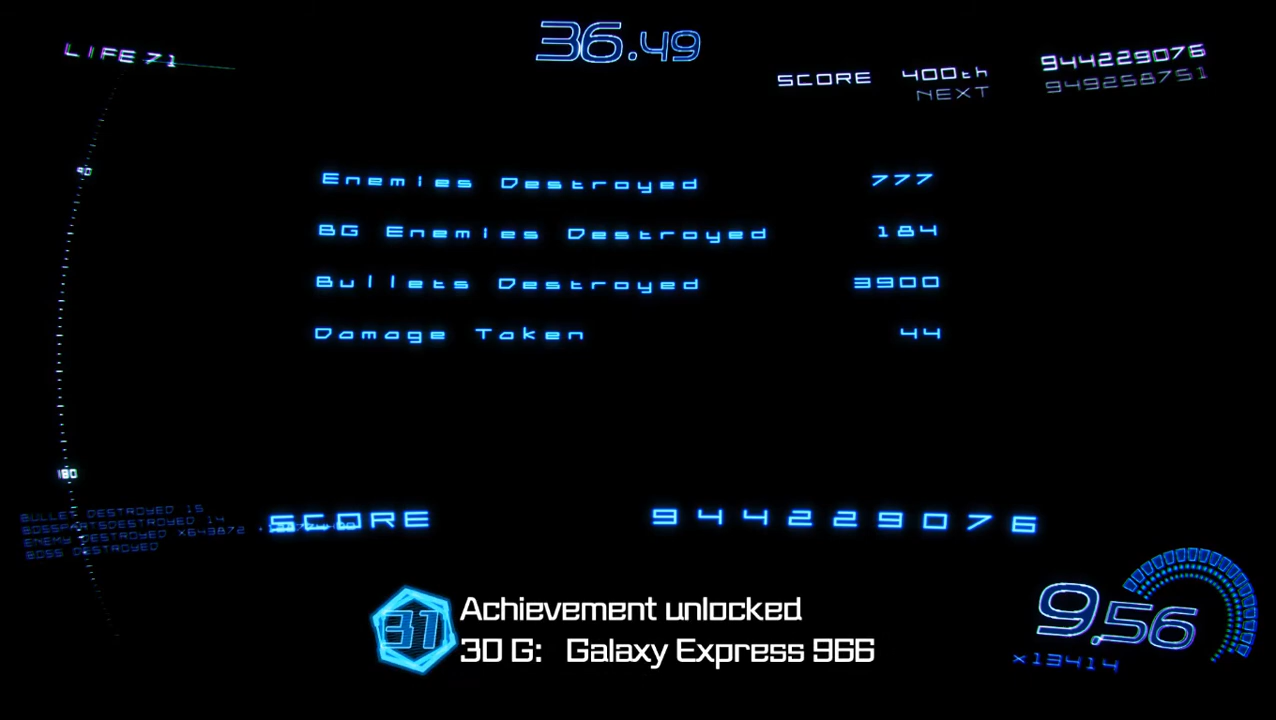 LIFE 71
36.49
SCORE 400th 944229076
NEXT 949258751
Enemies Destroyed 777
90
BG Enemies Destroyed 184
Bullets Destroyed 3900
Damage Taken 44
180
BULLET DESTROYED 15
BOSSPARTSDESTROYED 14
ENEMY DESTROYED x643872
BOSS DESTROYED
SCORE 944229076
31
Achievement unlocked
30 G: Galaxy Express 966
9.56
x13414